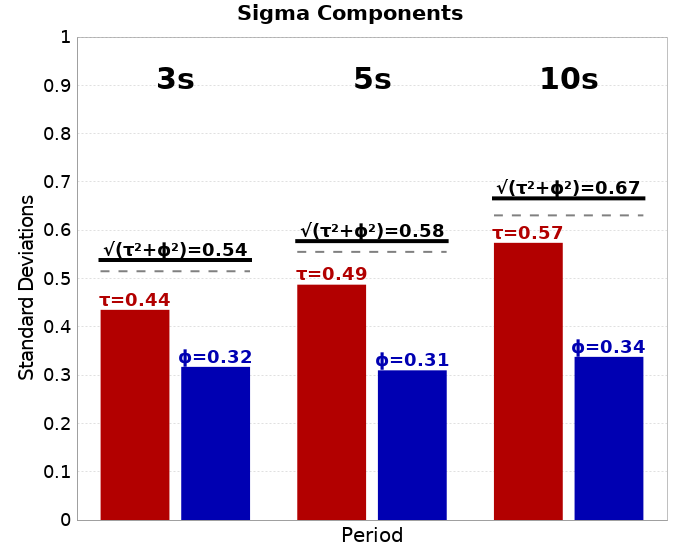 Sigma Components
3s 5s 10s
√(τ²+ϕ²)=0.54
√(τ²+ϕ²)=0.58
√(τ²+ϕ²)=0.67
τ=0.44
ϕ=0.32
τ=0.49
ϕ=0.31
τ=0.57
ϕ=0.34
Standard Deviations
1
0.9
0.8
0.7
0.6
0.5
0.4
0.3
0.2
0.1
0
Period